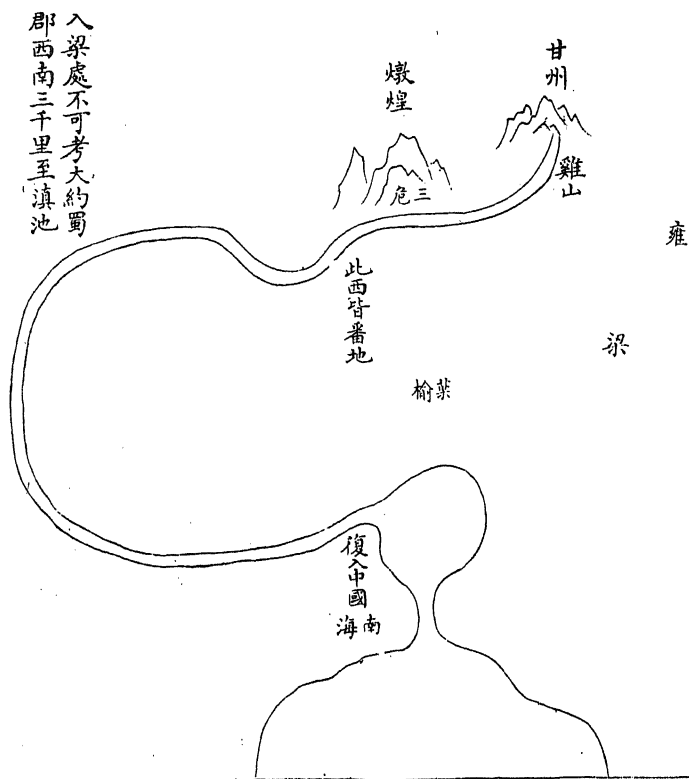 雍
梁
甘州
雞山
葉榆
燉煌
三危
此西皆番地
復入中國
南海
入梁處不可考大約蜀
郡西南三千里至滇池